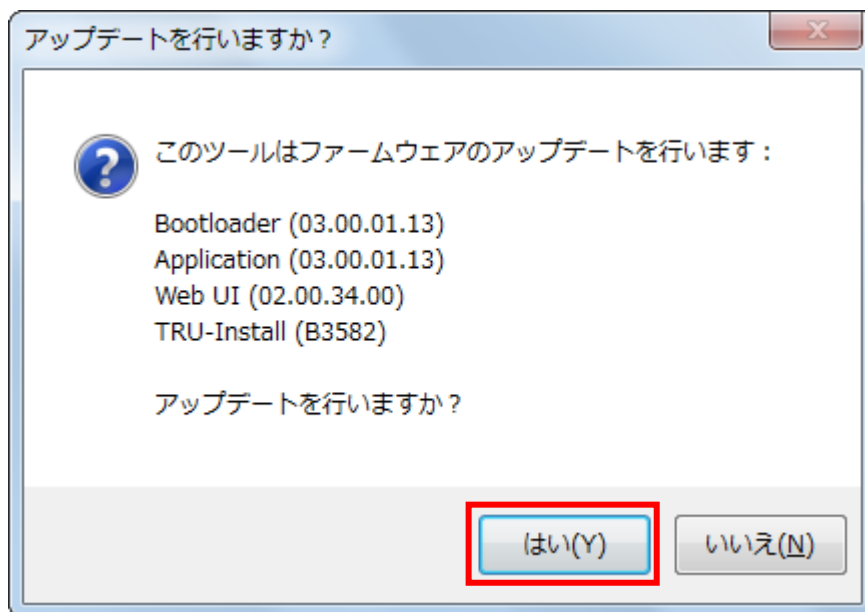 アップデートを行いますか？
このツールはファームウェアのアップデートを行います：
Bootloader (03.00.01.13)
Application (03.00.01.13)
Web UI (02.00.34.00)
TRU-Install (B3582)
アップデートを行いますか？
はい(Y) いいえ(N)